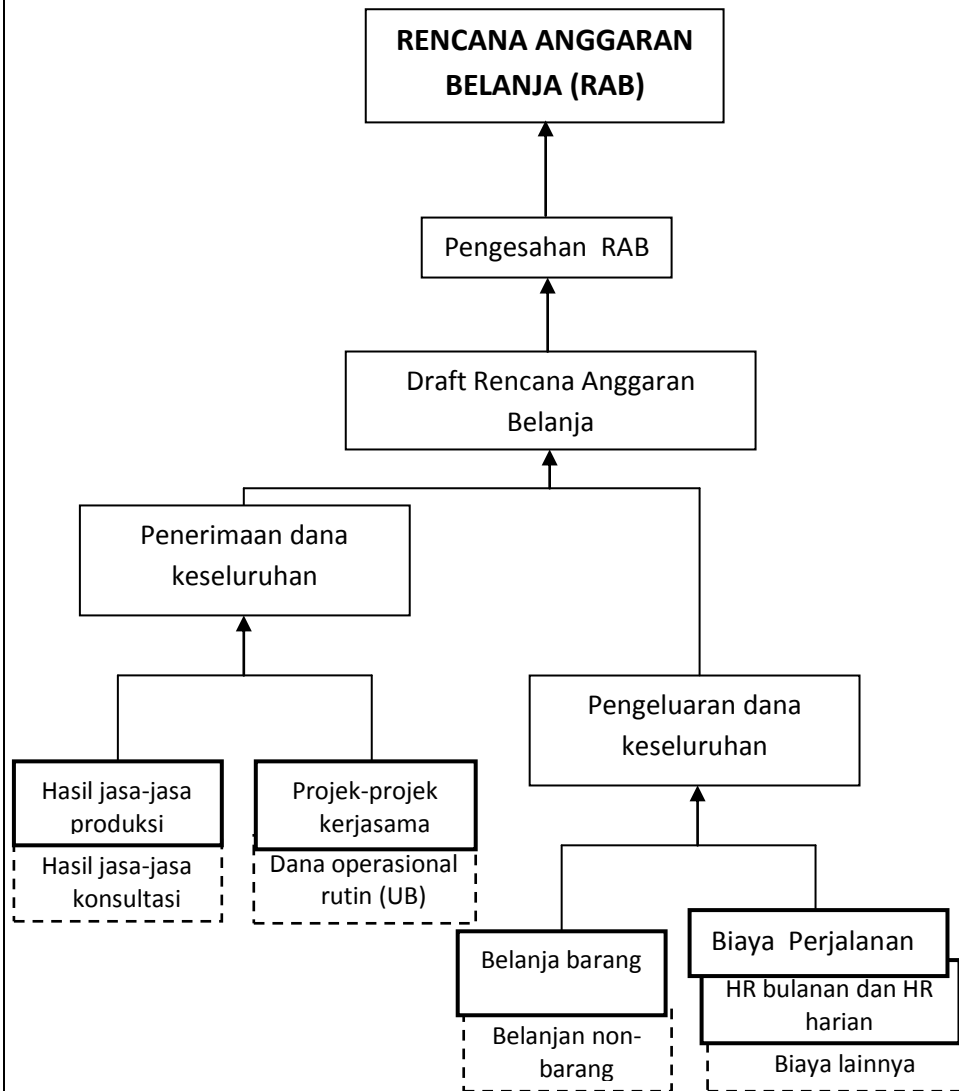 RENCANA ANGGARAN
BELANJA (RAB)
Pengesahan RAB
Draft Rencana Anggaran
Belanja
Penerimaan dana
keseluruhan
Pengeluaran dana
keseluruhan
Hasil jasa-jasa
produksi
Projek-projek
kerjasama
Hasil jasa-jasa
konsultasi
Dana operasional
rutin (UB)
Belanja barang
Biaya Perjalanan
HR bulanan dan HR
harian
Belanjan non-
barang
Biaya lainnya